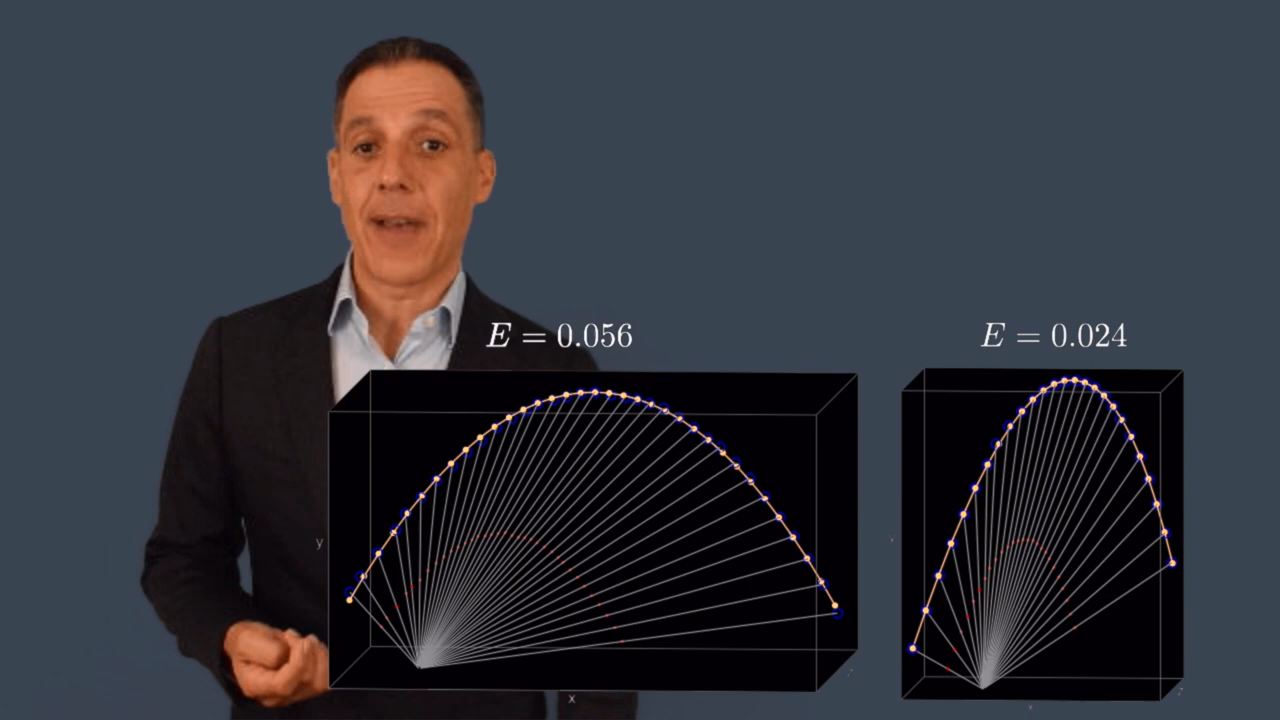 E = 0.056
E = 0.024
y
x